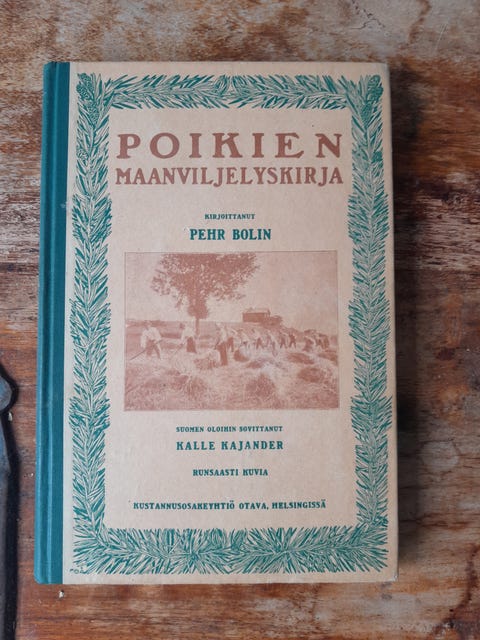 POIKIEN
MAANVILJELYSKIRJA
KIRJOITTANUT
PEHR BOLIN
SUOMEN OLOIHIN SOVITTANUT
KALLE KAJANDER
RUNSAASTI KUVIA
KUSTANNUSOSAKEYHTIÖ OTAVA, HELSINGISSÄ